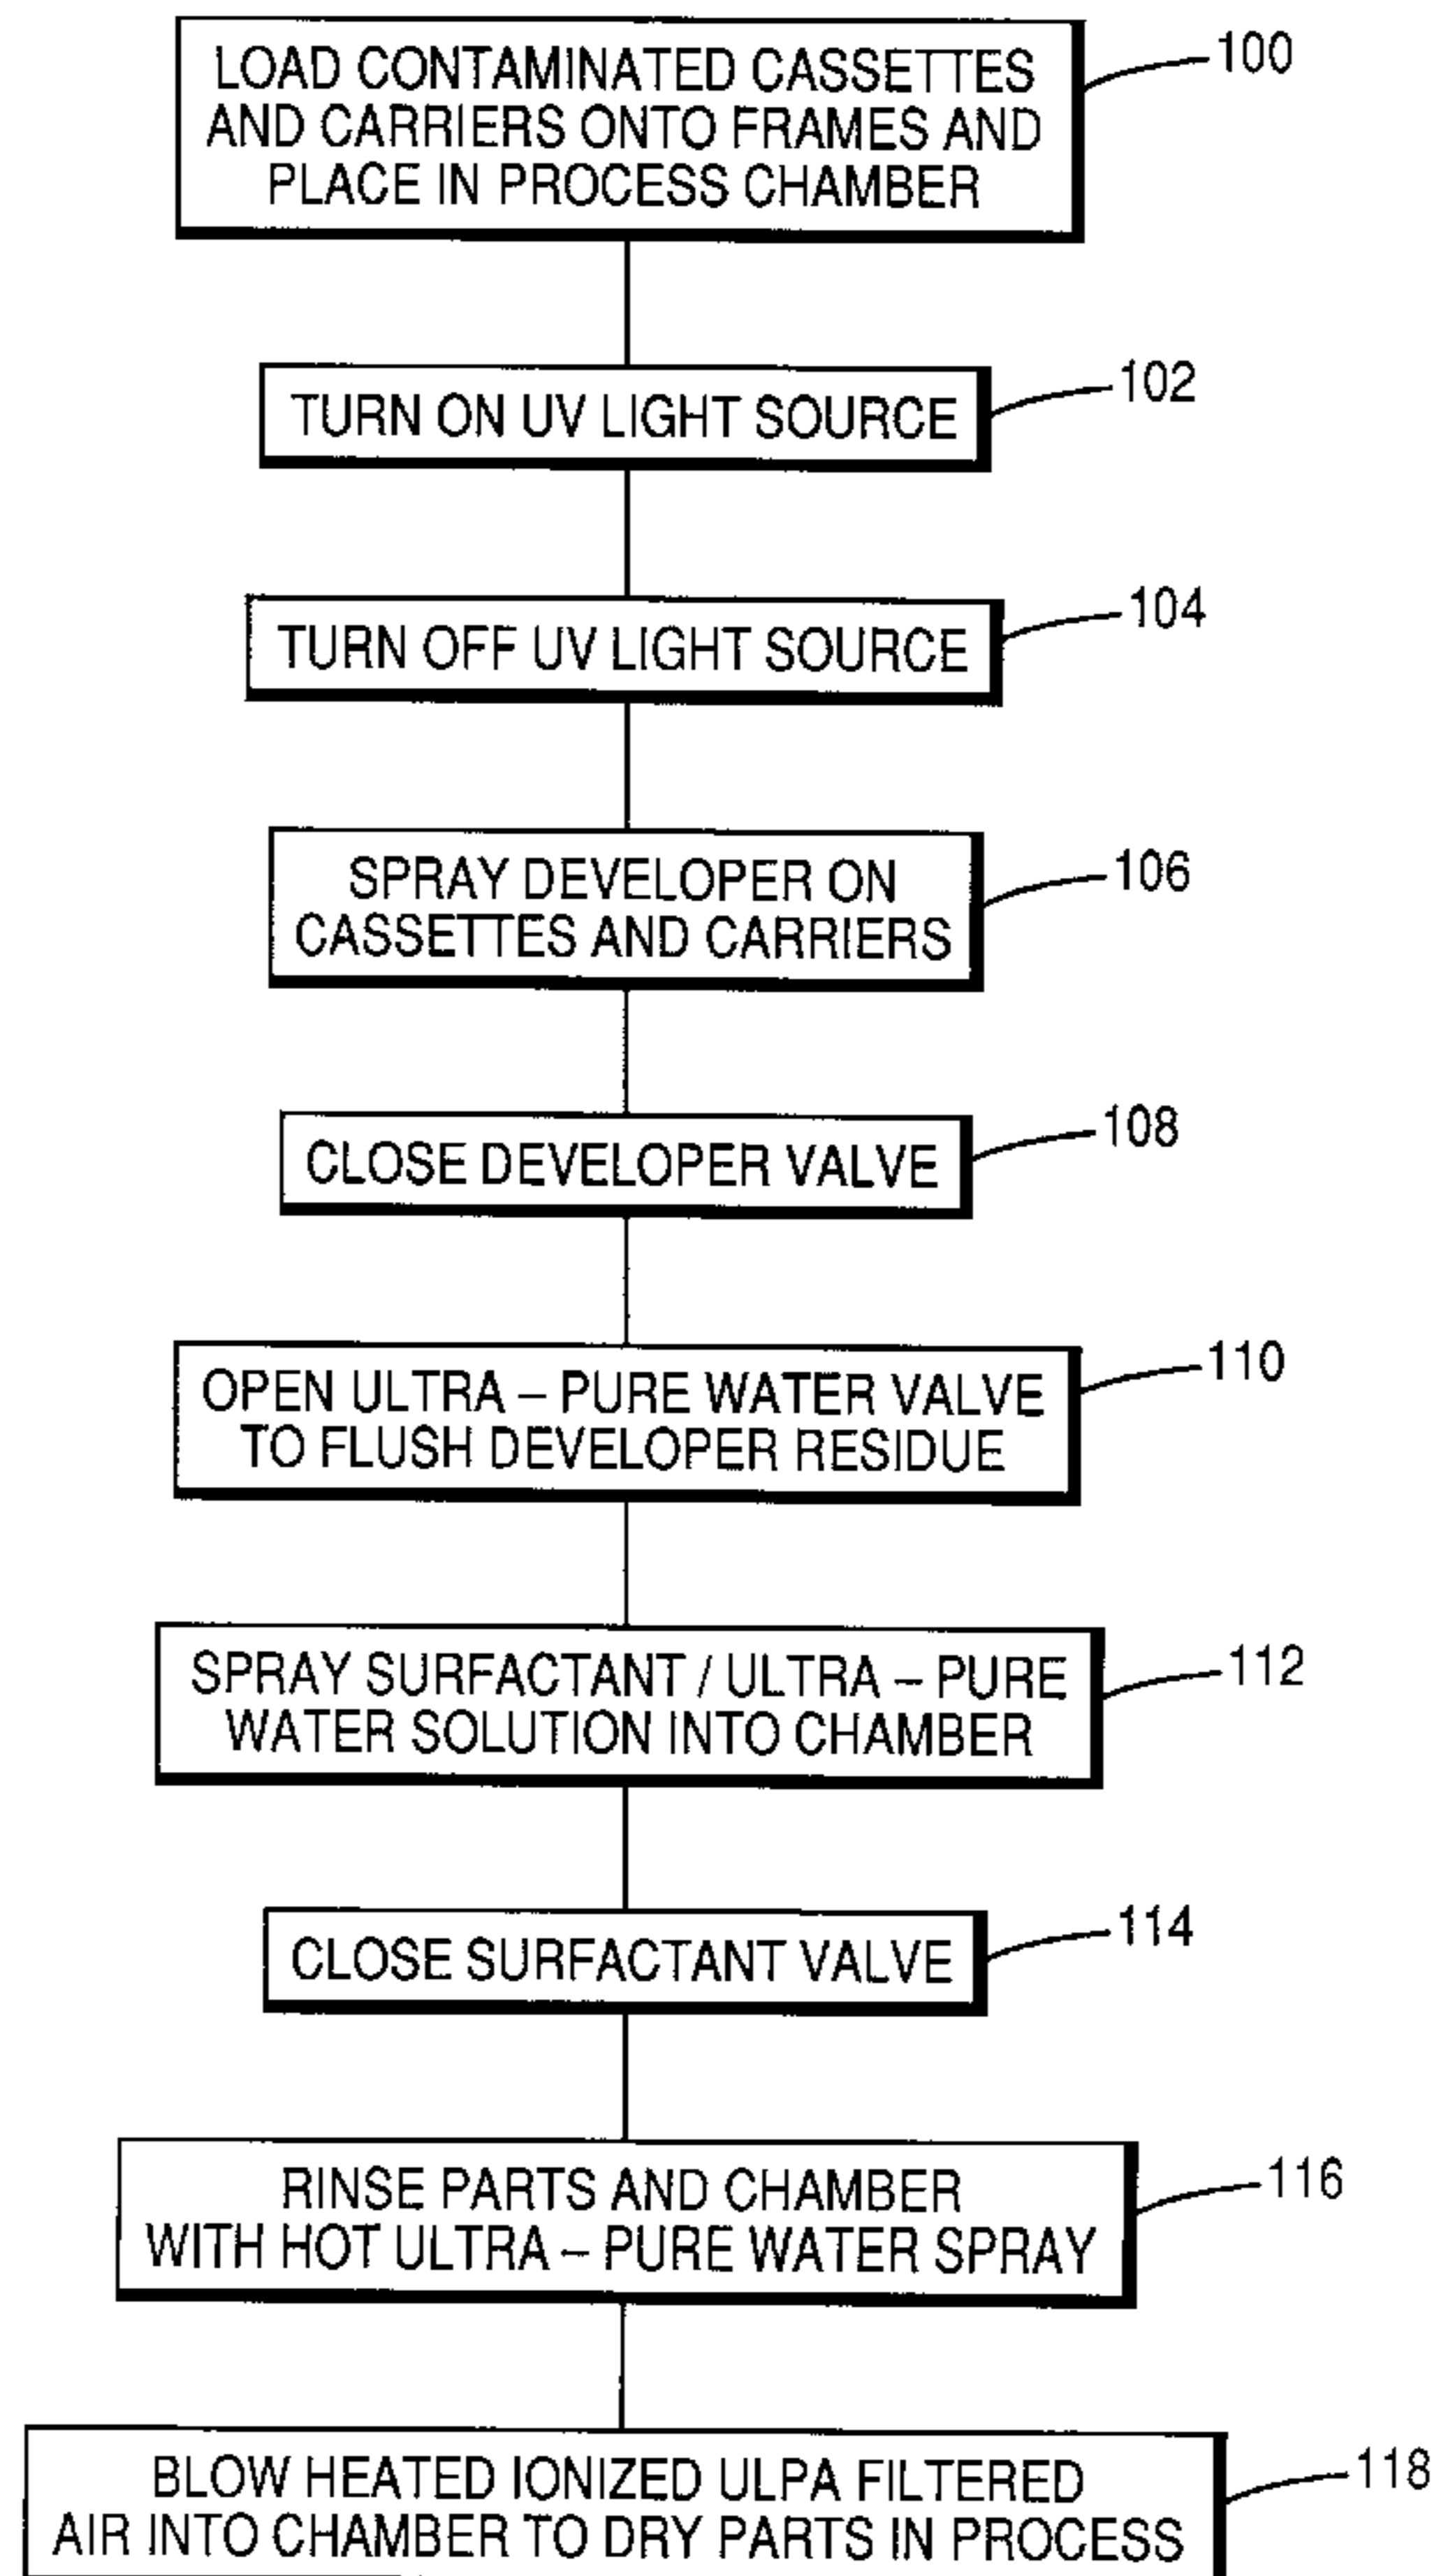 LOAD CONTAMINATED CASSETTES
AND CARRIERS ONTO FRAMES AND
PLACE IN PROCESS CHAMBER
100
TURN ON UV LIGHT SOURCE
102
TURN OFF UV LIGHT SOURCE
104
SPRAY DEVELOPER ON
CASSETTES AND CARRIERS
106
CLOSE DEVELOPER VALVE
108
OPEN ULTRA – PURE WATER VALVE
TO FLUSH DEVELOPER RESIDUE
110
SPRAY SURFACTANT / ULTRA – PURE
WATER SOLUTION INTO CHAMBER
112
CLOSE SURFACTANT VALVE
114
RINSE PARTS AND CHAMBER
WITH HOT ULTRA – PURE WATER SPRAY
116
BLOW HEATED IONIZED ULPA FILTERED
AIR INTO CHAMBER TO DRY PARTS IN PROCESS
118